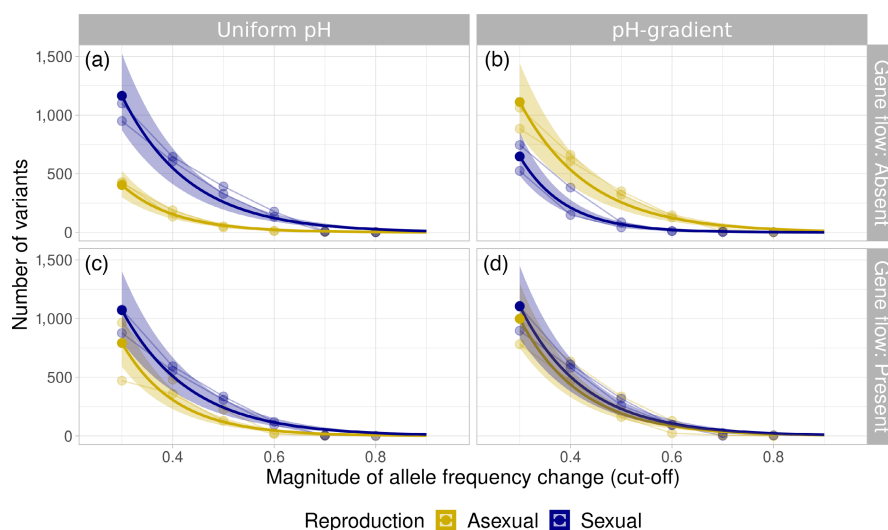 Uniform pH
pH-gradient
(a)
(b)
Gene flow: Absent
1,500
1,000
500
0
(c)
(d)
Gene flow: Present
1,500
1,000
500
0
Number of variants
0.4
0.6
0.8
0.4
0.6
0.8
Magnitude of allele frequency change (cut-off)
Reproduction Asexual Sexual